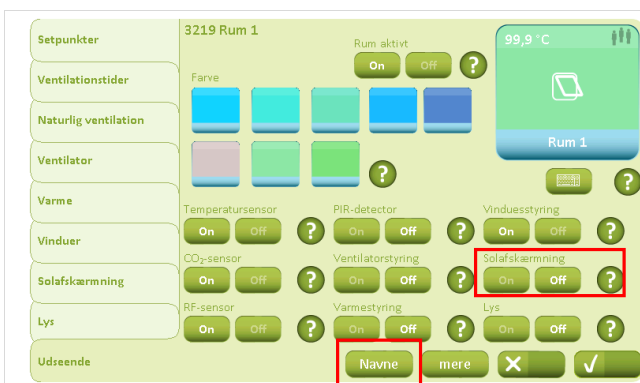 Setpunkter
Ventilationstider
Naturlig ventilation
Ventilator
Varme
Vinduer
Solafskærmning
Lys
Udseende
3219 Rum 1
Rum aktivt
On Off ?
Farve
?
99,9 °C
Rum 1
?
Temperatursensor PIR-detector Vinduesstyring
On Off ? On Off ? On Off ?
CO₂-sensor Ventilatorstyring Solafskærmning
On Off ? On Off ? On Off ?
RF-sensor Varmestyring Lys
On Off ? On Off ? On Off ?
Navne mere